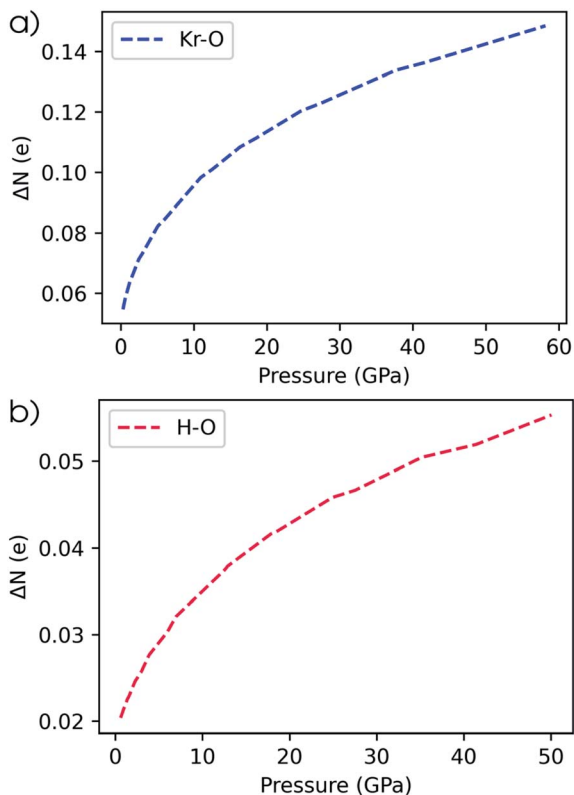 a)
Kr-O
0.14
0.12
0.10
0.08
0.06
ΔN (e)
0 10 20 30 40 50 60
Pressure (GPa)
b)
H-O
0.05
0.04
0.03
0.02
ΔN (e)
0 10 20 30 40 50
Pressure (GPa)